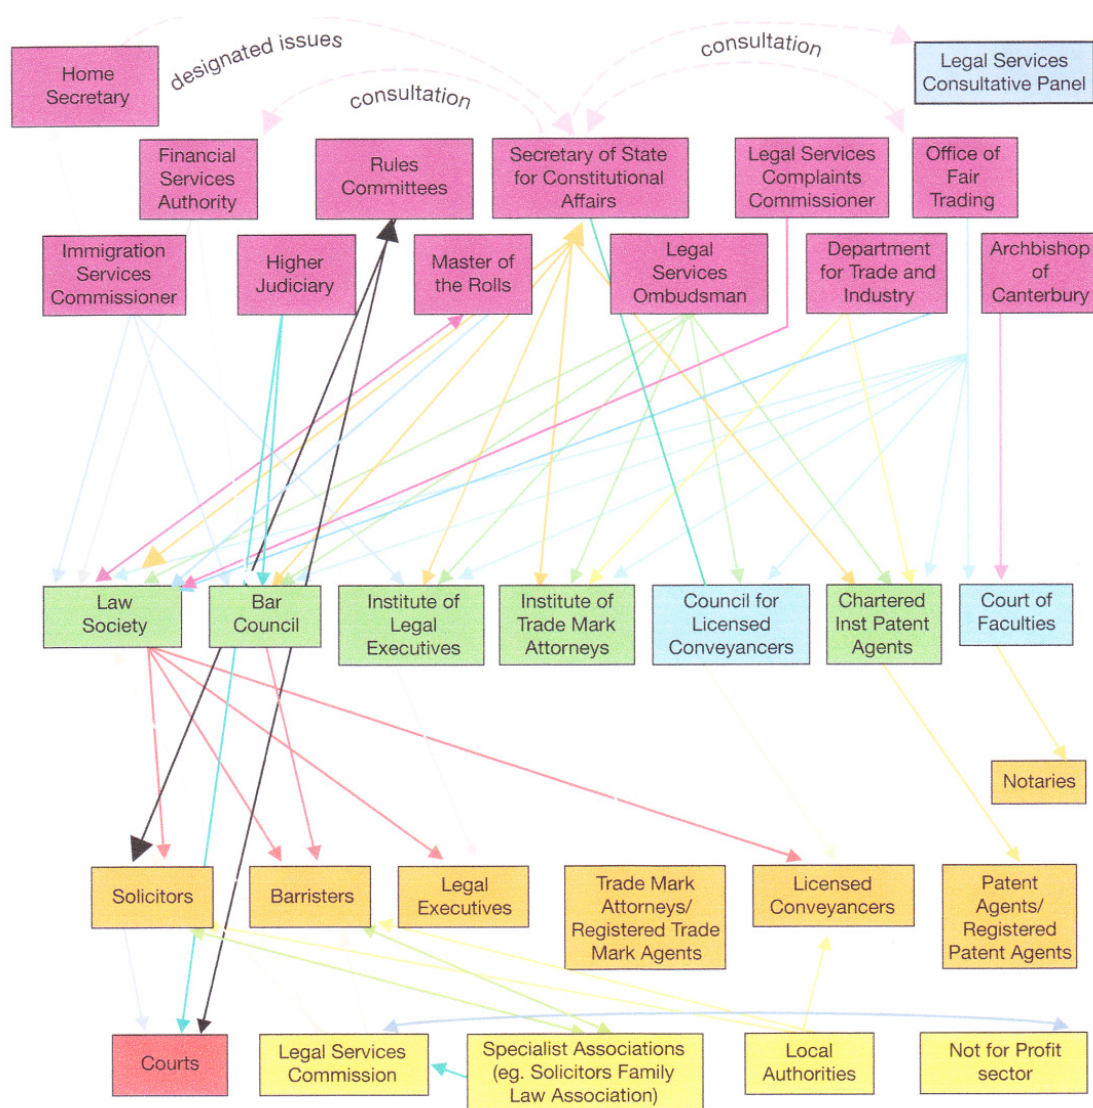 designated issues
consultation
consultation
Home
Secretary
Legal Services
Consultative Panel
Financial
Services
Authority
Rules
Committees
Secretary of State
for Constitutional
Affairs
Legal Services
Complaints
Commissioner
Office of
Fair
Trading
Immigration
Services
Commissioner
Higher
Judiciary
Master of
the Rolls
Legal
Services
Ombudsman
Department
for Trade and
Industry
Archbishop
of
Canterbury
Law
Society
Bar
Council
Institute of
Legal
Executives
Institute of
Trade Mark
Attorneys
Council for
Licensed
Conveyancers
Chartered
Inst Patent
Agents
Court of
Faculties
Notaries
Solicitors
Barristers
Legal
Executives
Trade Mark
Attorneys/
Registered Trade
Mark Agents
Licensed
Conveyancers
Patent
Agents/
Registered
Patent Agents
Courts
Legal Services
Commission
Specialist Associations
(eg. Solicitors Family
Law Association)
Local
Authorities
Not for Profit
sector